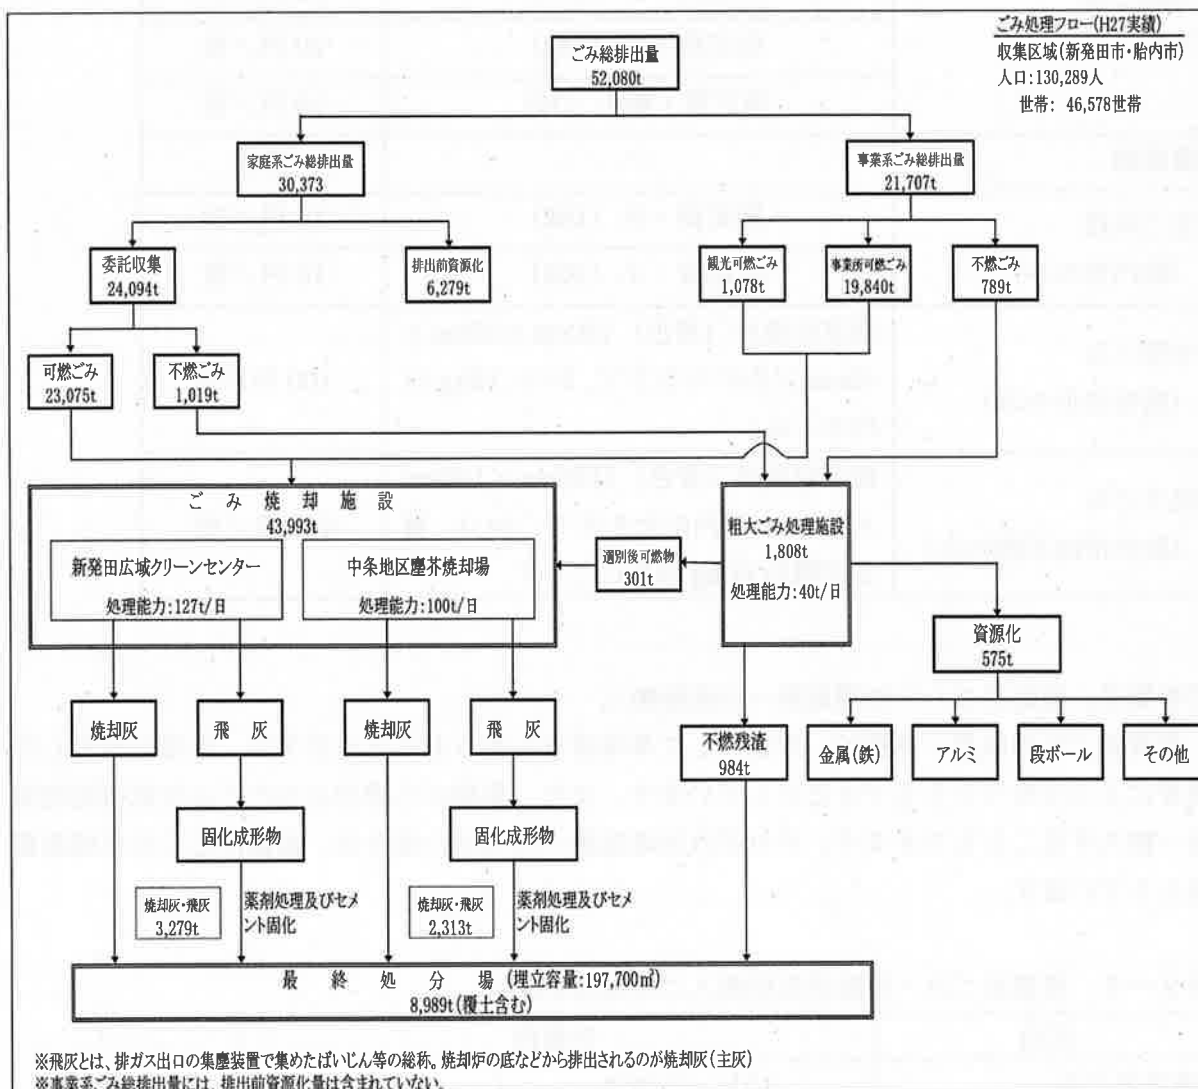 ごみ処理フロー(H27実績)
収集区域(新発田市・胎内市)
人口:130,289人
世帯: 46,578世帯
ごみ総排出量
52,080t
家庭系ごみ総排出量
30,373
事業系ごみ総排出量
21,707t
委託収集
24,094t
排出前資源化
6,279t
観光可燃ごみ
1,078t
事業所可燃ごみ
19,840t
不燃ごみ
789t
可燃ごみ
23,075t
不燃ごみ
1,019t
ごみ焼却施設
43,993t
新発田広域クリーンセンター
処理能力:127t/日
中条地区塵芥焼却場
処理能力:100t/日
選別後可燃物
301t
粗大ごみ処理施設
1,808t
処理能力:40t/日
資源化
575t
焼却灰
飛灰
焼却灰
飛灰
不燃残渣
984t
金属(鉄)
アルミ
段ボール
その他
固化成形物
固化成形物
焼却灰・飛灰
3,279t
薬剤処理及びセメ
ント固化
焼却灰・飛灰
2,313t
薬剤処理及びセメ
ント固化
最終処分場(埋立容量:197,700㎥)
8,989t(覆土含む)
※飛灰とは、排ガス出口の集塵装置で集めたばいじん等の総称。焼却炉の底などから排出されるのが焼却灰(主灰)
※事業系ごみ総排出量には、排出前資源化量は含まれていない。